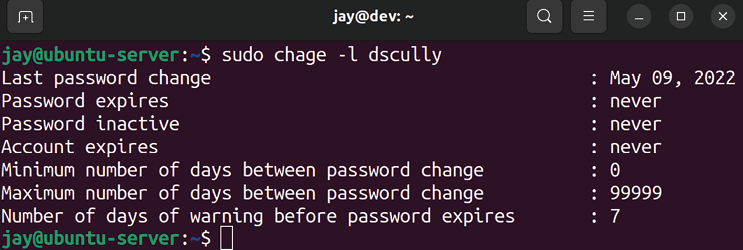 jay@dev: ~
jay@ubuntu-server:~$ sudo chage -l dscully
Last password change : May 09, 2022
Password expires : never
Password inactive : never
Account expires : never
Minimum number of days between password change : 0
Maximum number of days between password change : 99999
Number of days of warning before password expires : 7
jay@ubuntu-server:~$